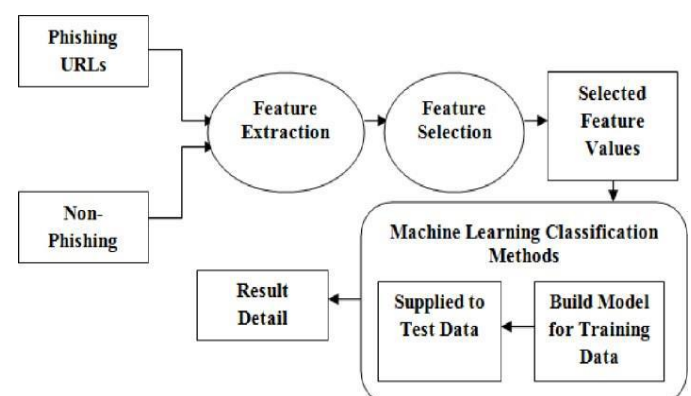 Phishing
URLs
Feature
Extraction
Feature
Selection
Selected
Feature
Values
Non-
Phishing
Machine Learning Classification
Methods
Result
Detail
Supplied to
Test Data
Build Model
for Training
Data